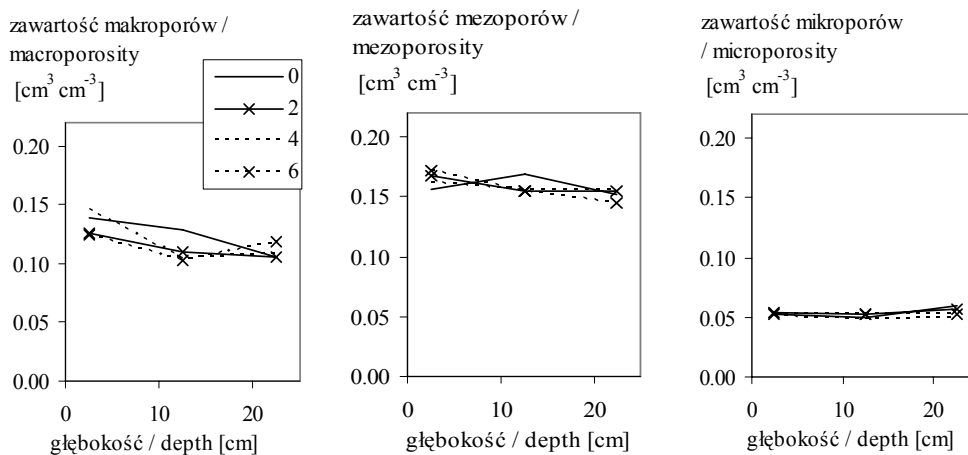 zawartość makroporów /
macroporosity
[cm³ cm⁻³]
0
2
4
6
0.20
0.15
0.10
0.05
0.00
0 10 20
głębokość / depth [cm]
zawartość mezoporów /
mezoporosity
[cm³ cm⁻³]
0.20
0.15
0.10
0.05
0.00
0 10 20
głębokość / depth [cm]
zawartość mikroporów
/ microporosity
[cm³ cm⁻³]
0.20
0.15
0.10
0.05
0.00
0 10 20
głębokość / depth [cm]